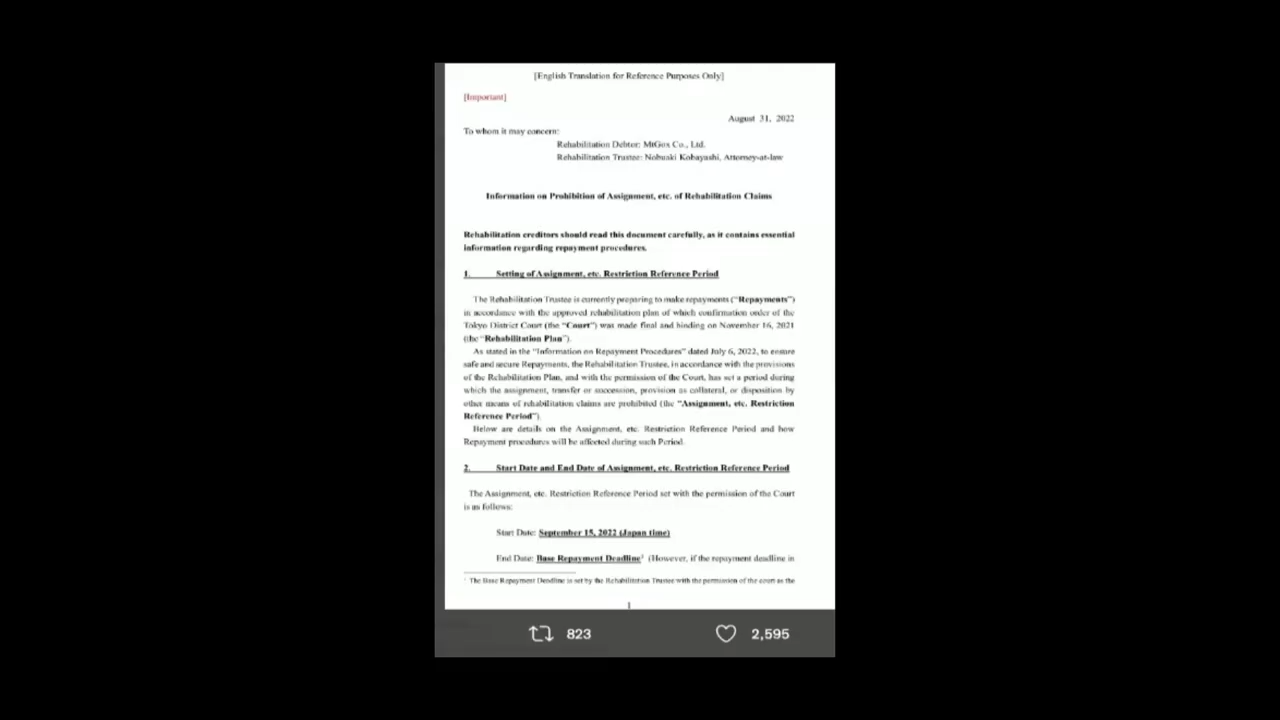 [English Translation for Reference Purposes Only]
[Important]
August 31, 2022
To whom it may concern:
Rehabilitation Debtor: MtGox Co., Ltd.
Rehabilitation Trustee: Nobuaki Kobayashi, Attorney-at-law
Information on Prohibition of Assignment, etc. of Rehabilitation Claims
Rehabilitation creditors should read this document carefully, as it contains essential
information regarding repayment procedures.
1. Setting of Assignment, etc. Restriction Reference Period
The Rehabilitation Trustee is currently preparing to make repayments (“Repayments”)
in accordance with the approved rehabilitation plan of which confirmation order of the
Tokyo District Court (the “Court”) was made final and binding on November 16, 2021
(the “Rehabilitation Plan”).
As stated in the “Information on Repayment Procedures” dated July 6, 2022, to ensure
safe and secure Repayments, the Rehabilitation Trustee, in accordance with the provisions
of the Rehabilitation Plan, and with the permission of the Court, has set a period during
which the assignment, transfer or succession, provision as collateral, or disposition by
other means of rehabilitation claims are prohibited (the “Assignment, etc. Restriction
Reference Period”).
Below are details on the Assignment, etc. Restriction Reference Period and how
Repayment procedures will be affected during such Period.
2. Start Date and End Date of Assignment, etc. Restriction Reference Period
The Assignment, etc. Restriction Reference Period set with the permission of the Court
is as follows:
Start Date: September 15, 2022 (Japan time)
End Date: Base Repayment Deadline¹ (However, if the repayment deadline in
¹ The Base Repayment Deadline is set by the Rehabilitation Trustee with the permission of the court as the
1
823 2,595